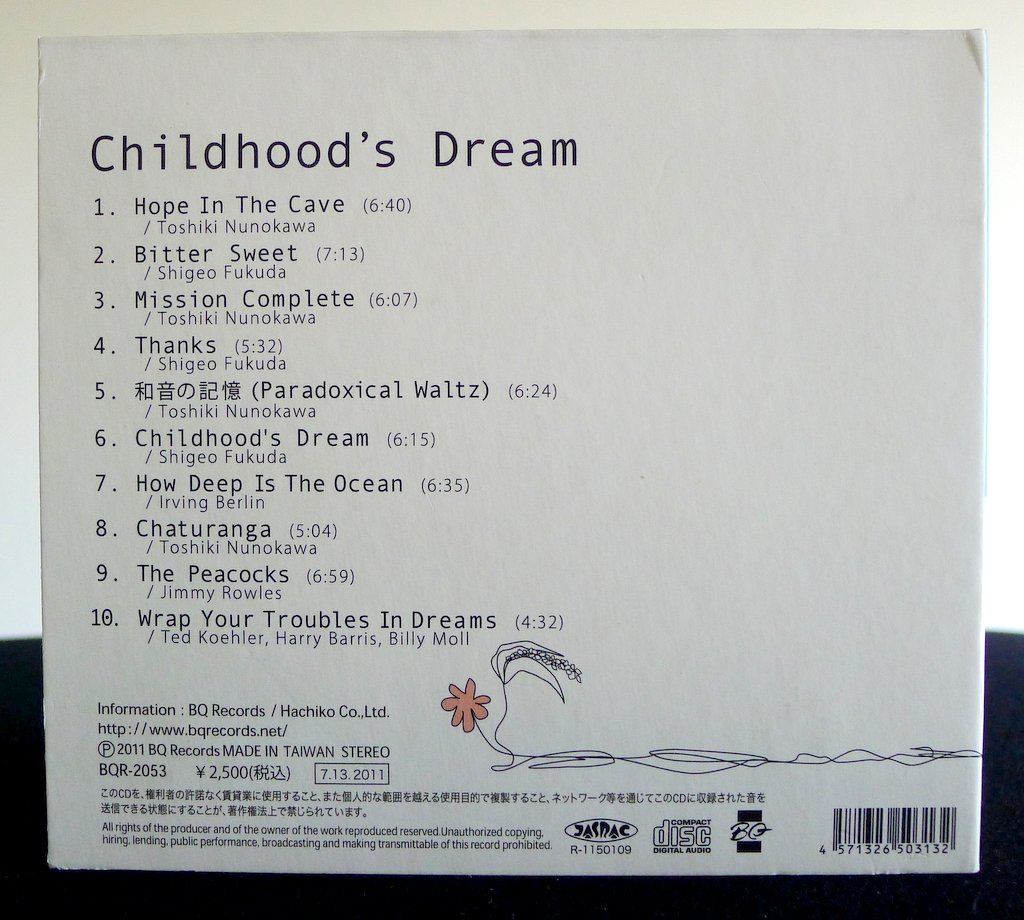 Childhood's Dream
1. Hope In The Cave (6:40)
/ Toshiki Nunokawa
2. Bitter Sweet (7:13)
/ Shigeo Fukuda
3. Mission Complete (6:07)
/ Toshiki Nunokawa
4. Thanks (5:32)
/ Shigeo Fukuda
5. 和音の記憶 (Paradoxical Waltz) (6:24)
/ Toshiki Nunokawa
6. Childhood's Dream (6:15)
/ Shigeo Fukuda
7. How Deep Is The Ocean (6:35)
/ Irving Berlin
8. Chaturanga (5:04)
/ Toshiki Nunokawa
9. The Peacocks (6:59)
/ Jimmy Rowles
10. Wrap Your Troubles In Dreams (4:32)
/ Ted Koehler, Harry Barris, Billy Moll
Information : BQ Records / Hachiko Co.,Ltd.
http://www.bqrecords.net/
Ⓟ2011 BQ Records MADE IN TAIWAN STEREO
BQR-2053 ¥2,500(税込) 7.13.2011
このCDを、権利者の許諾なく賃貸業に使用すること、また個人的な範囲を越える使用目的で複製すること、ネットワーク等を通じてこのCDに収録された音を
送信できる状態にすることが、著作権法上で禁じられています。
All rights of the producer and of the owner of the work reproduced reserved.Unauthorized copying,
hiring, lending, public performance, broadcasting and making transmittable of this record prohibited.
JASRAC
R-1150109
COMPACT
disc
DIGITAL AUDIO
BQ
4 571326 503132